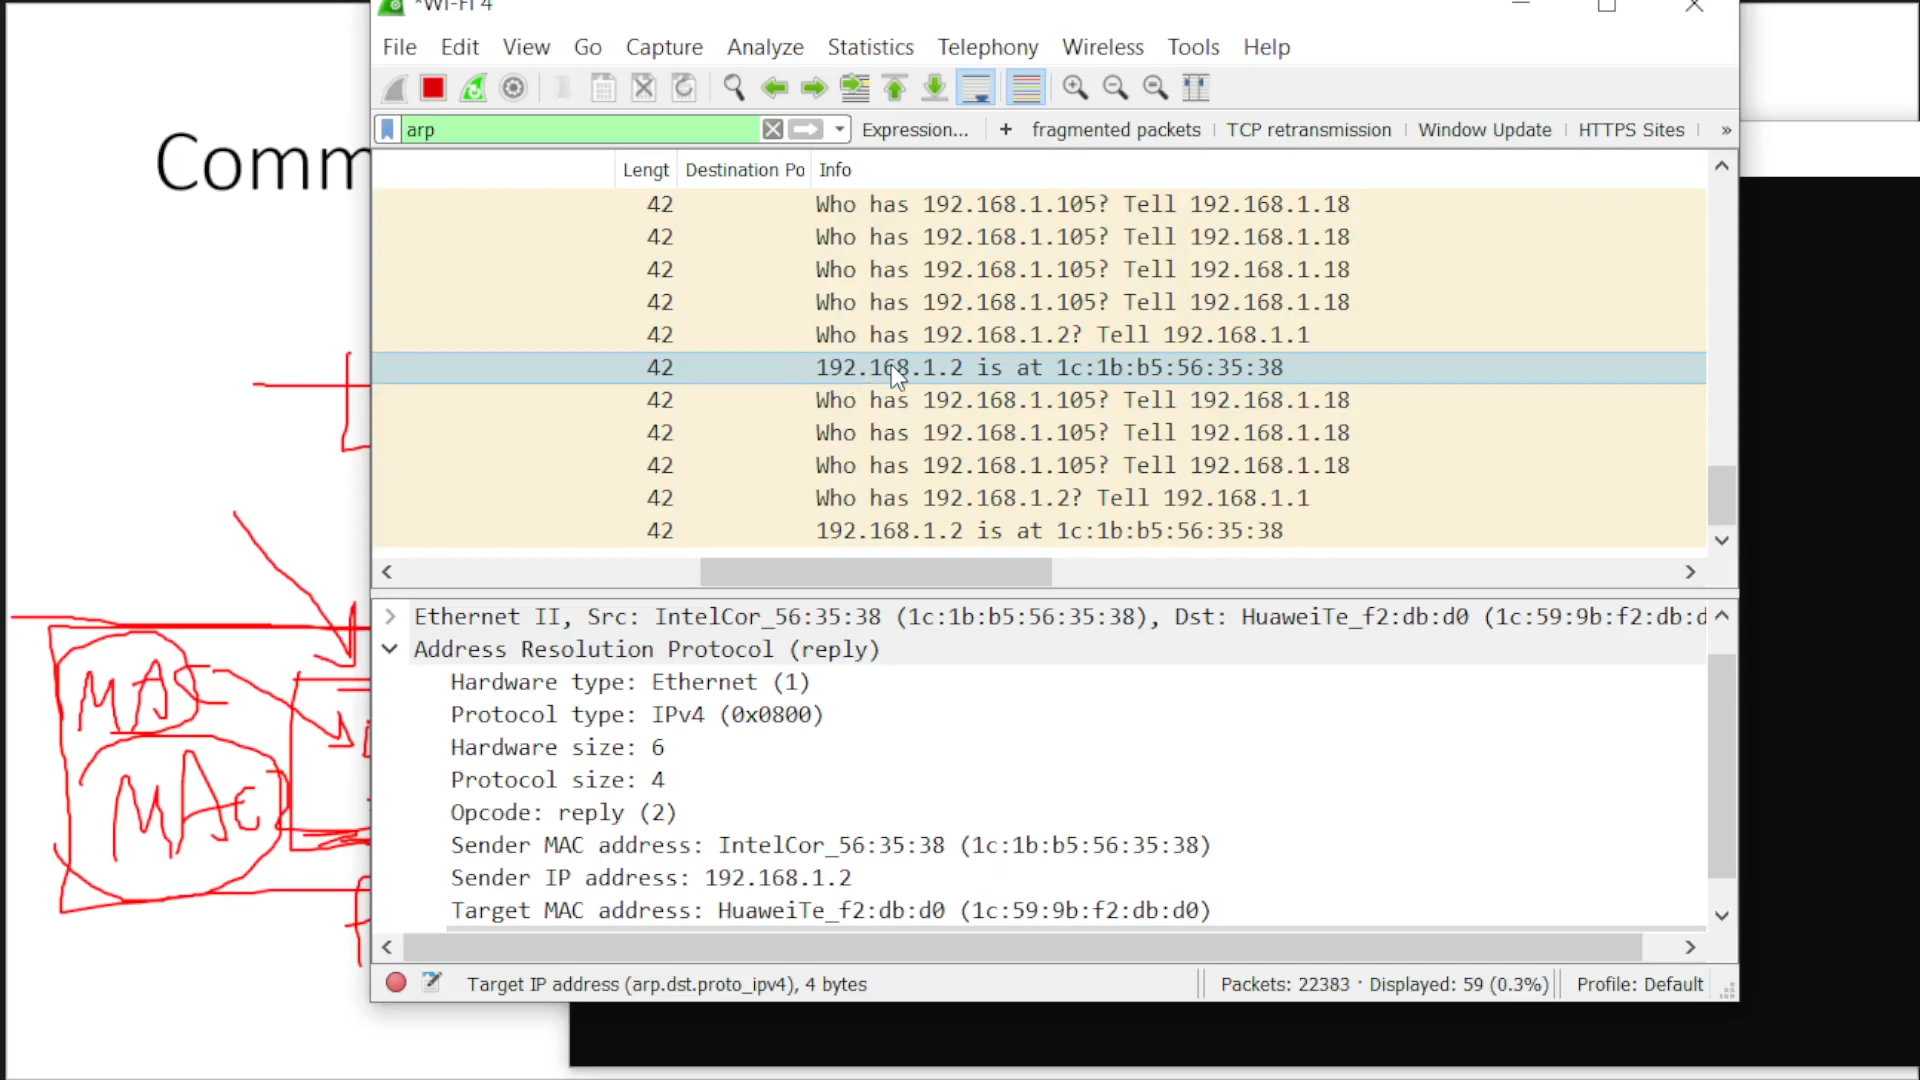 *Wi-Fi 4
File Edit View Go Capture Analyze Statistics Telephony Wireless Tools Help
arp Expression... + fragmented packets TCP retransmission Window Update HTTPS Sites »
Comm
Lengt Destination Po Info
42 Who has 192.168.1.105? Tell 192.168.1.18
42 Who has 192.168.1.105? Tell 192.168.1.18
42 Who has 192.168.1.105? Tell 192.168.1.18
42 Who has 192.168.1.105? Tell 192.168.1.18
42 Who has 192.168.1.2? Tell 192.168.1.1
42 192.168.1.2 is at 1c:1b:b5:56:35:38
42 Who has 192.168.1.105? Tell 192.168.1.18
42 Who has 192.168.1.105? Tell 192.168.1.18
42 Who has 192.168.1.105? Tell 192.168.1.18
42 Who has 192.168.1.2? Tell 192.168.1.1
42 192.168.1.2 is at 1c:1b:b5:56:35:38
Ethernet II, Src: IntelCor_56:35:38 (1c:1b:b5:56:35:38), Dst: HuaweiTe_f2:db:d0 (1c:59:9b:f2:db:d
Address Resolution Protocol (reply)
Hardware type: Ethernet (1)
Protocol type: IPv4 (0x0800)
Hardware size: 6
Protocol size: 4
Opcode: reply (2)
Sender MAC address: IntelCor_56:35:38 (1c:1b:b5:56:35:38)
Sender IP address: 192.168.1.2
Target MAC address: HuaweiTe_f2:db:d0 (1c:59:9b:f2:db:d0)
MAC
MAC
Target IP address (arp.dst.proto_ipv4), 4 bytes
Packets: 22383 · Displayed: 59 (0.3%)
Profile: Default